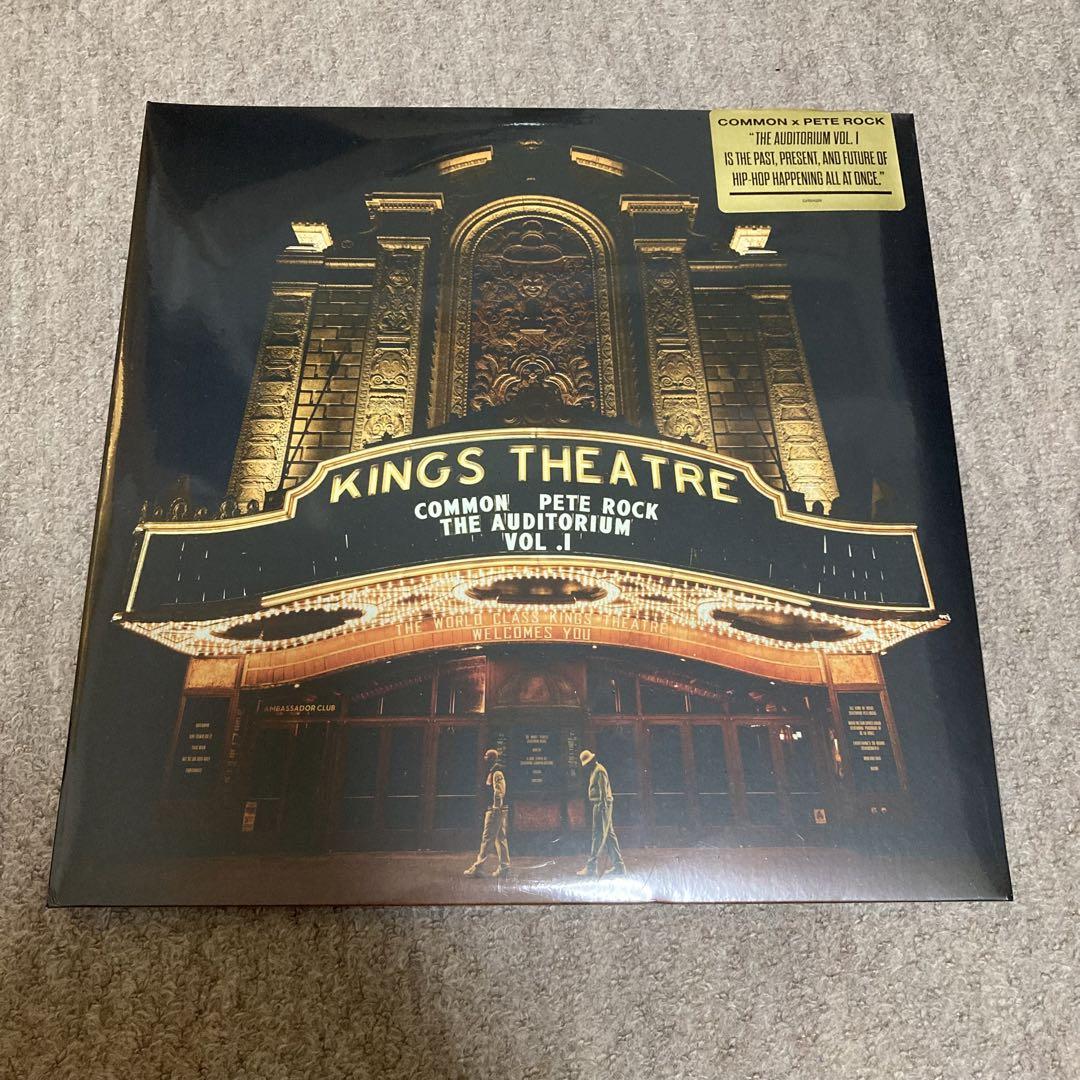 COMMON x PETE ROCK
"THE AUDITORIUM VOL. I
IS THE PAST, PRESENT, AND FUTURE OF
HIP-HOP HAPPENING ALL AT ONCE."
KINGS THEATRE
COMMON PETE ROCK
THE AUDITORIUM
VOL .I
THE WORLD CLASS KINGS THEATRE
WELCOMES YOU
AMBASSADOR CLUB